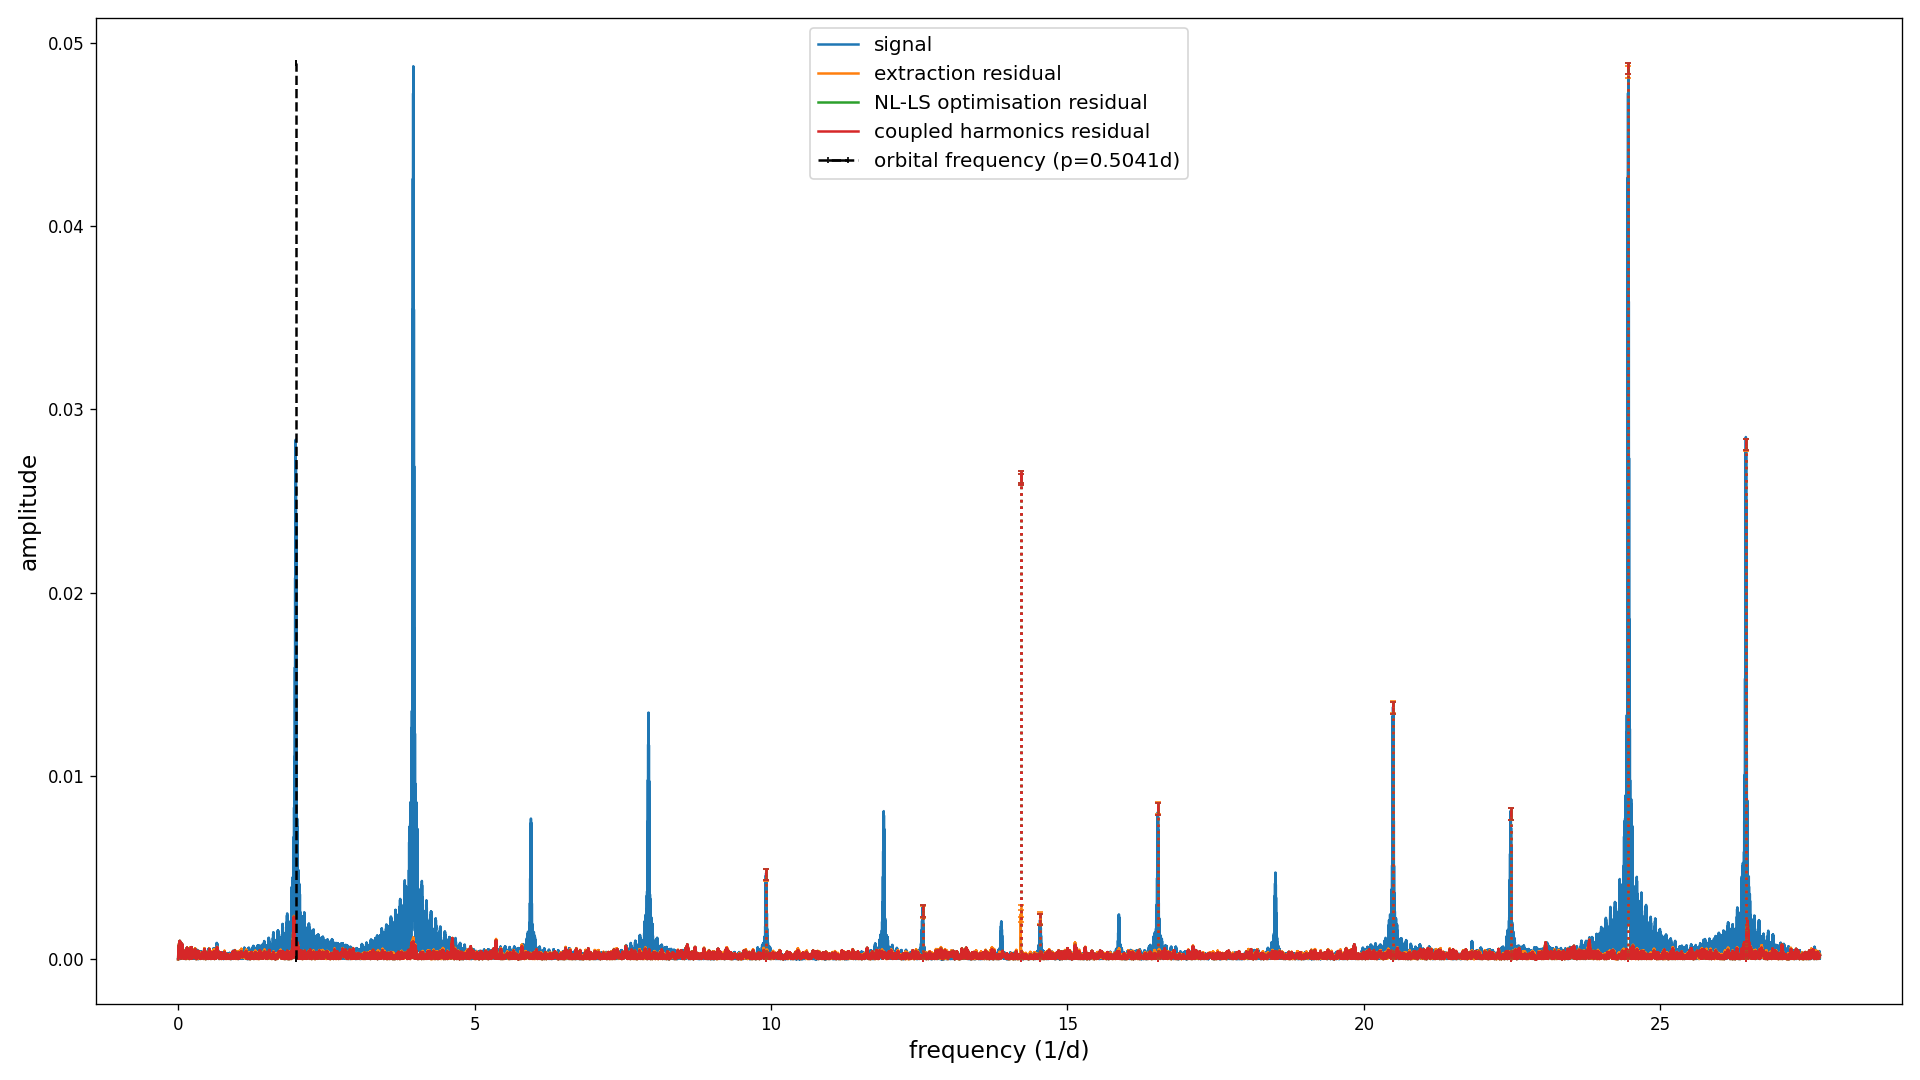 signal
extraction residual
NL-LS optimisation residual
coupled harmonics residual
orbital frequency (p=0.5041d)
0.05
0.04
0.03
0.02
0.01
0.00
amplitude
0 5 10 15 20 25
frequency (1/d)